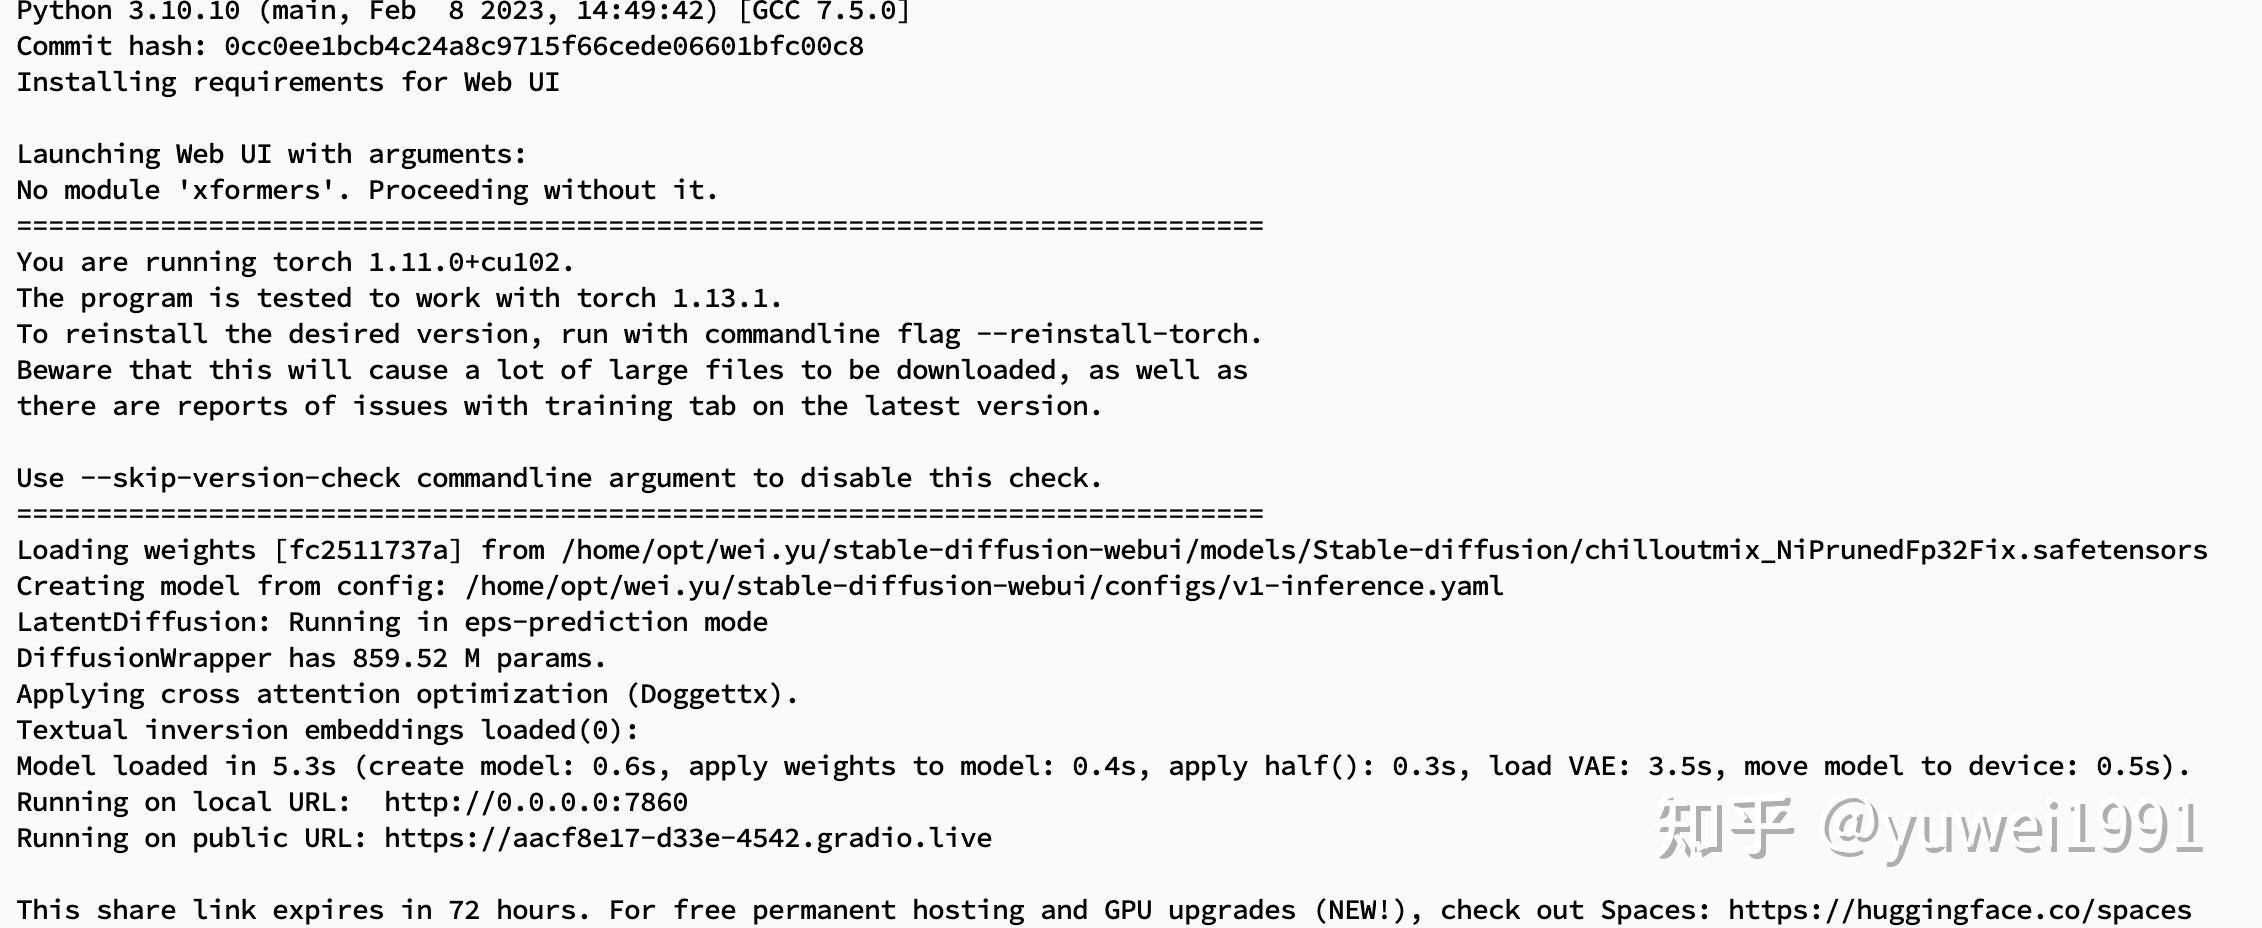 Python 3.10.10 (main, Feb  8 2023, 14:49:42) [GCC 7.5.0]
Commit hash: 0cc0ee1bcb4c24a8c9715f66cede06601bfc00c8
Installing requirements for Web UI
Launching Web UI with arguments:
No module 'xformers'. Proceeding without it.
==============================================================================
You are running torch 1.11.0+cu102.
The program is tested to work with torch 1.13.1.
To reinstall the desired version, run with commandline flag --reinstall-torch.
Beware that this will cause a lot of large files to be downloaded, as well as
there are reports of issues with training tab on the latest version.
Use --skip-version-check commandline argument to disable this check.
==============================================================================
Loading weights [fc2511737a] from /home/opt/wei.yu/stable-diffusion-webui/models/Stable-diffusion/chilloutmix_NiPrunedFp32Fix.safetensors
Creating model from config: /home/opt/wei.yu/stable-diffusion-webui/configs/v1-inference.yaml
LatentDiffusion: Running in eps-prediction mode
DiffusionWrapper has 859.52 M params.
Applying cross attention optimization (Doggettx).
Textual inversion embeddings loaded(0):
Model loaded in 5.3s (create model: 0.6s, apply weights to model: 0.4s, apply half(): 0.3s, load VAE: 3.5s, move model to device: 0.5s).
Running on local URL:  http://0.0.0.0:7860
Running on public URL: https://aacf8e17-d33e-4542.gradio.live
知乎 @yuwei1991
This share link expires in 72 hours. For free permanent hosting and GPU upgrades (NEW!), check out Spaces: https://huggingface.co/spaces